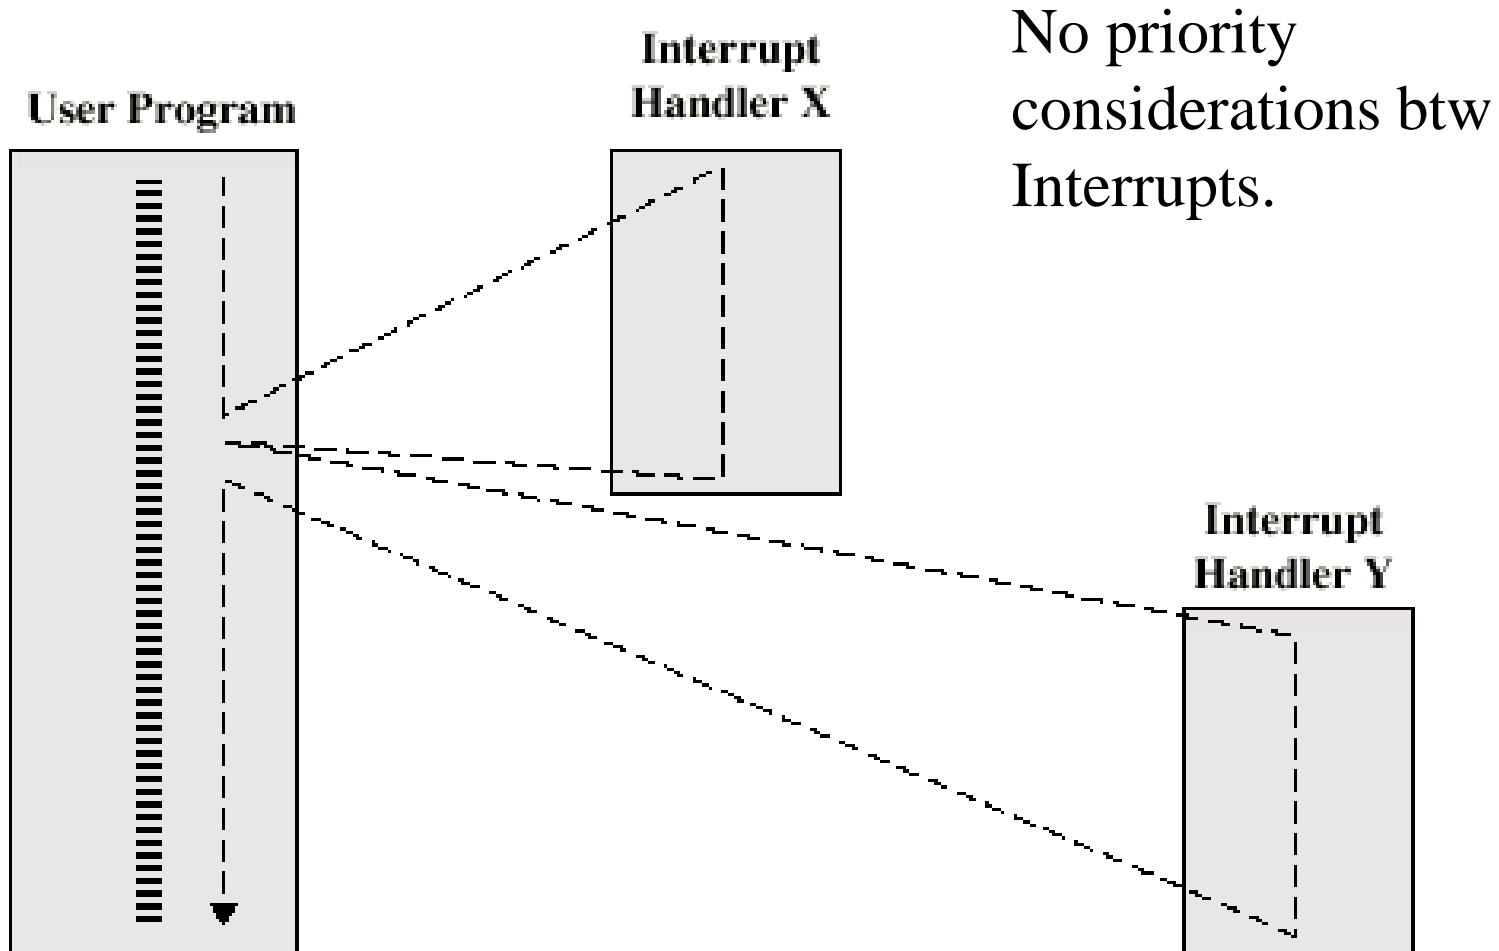 User Program
Interrupt
Handler X
No priority
considerations btw
Interrupts.
Interrupt
Handler Y